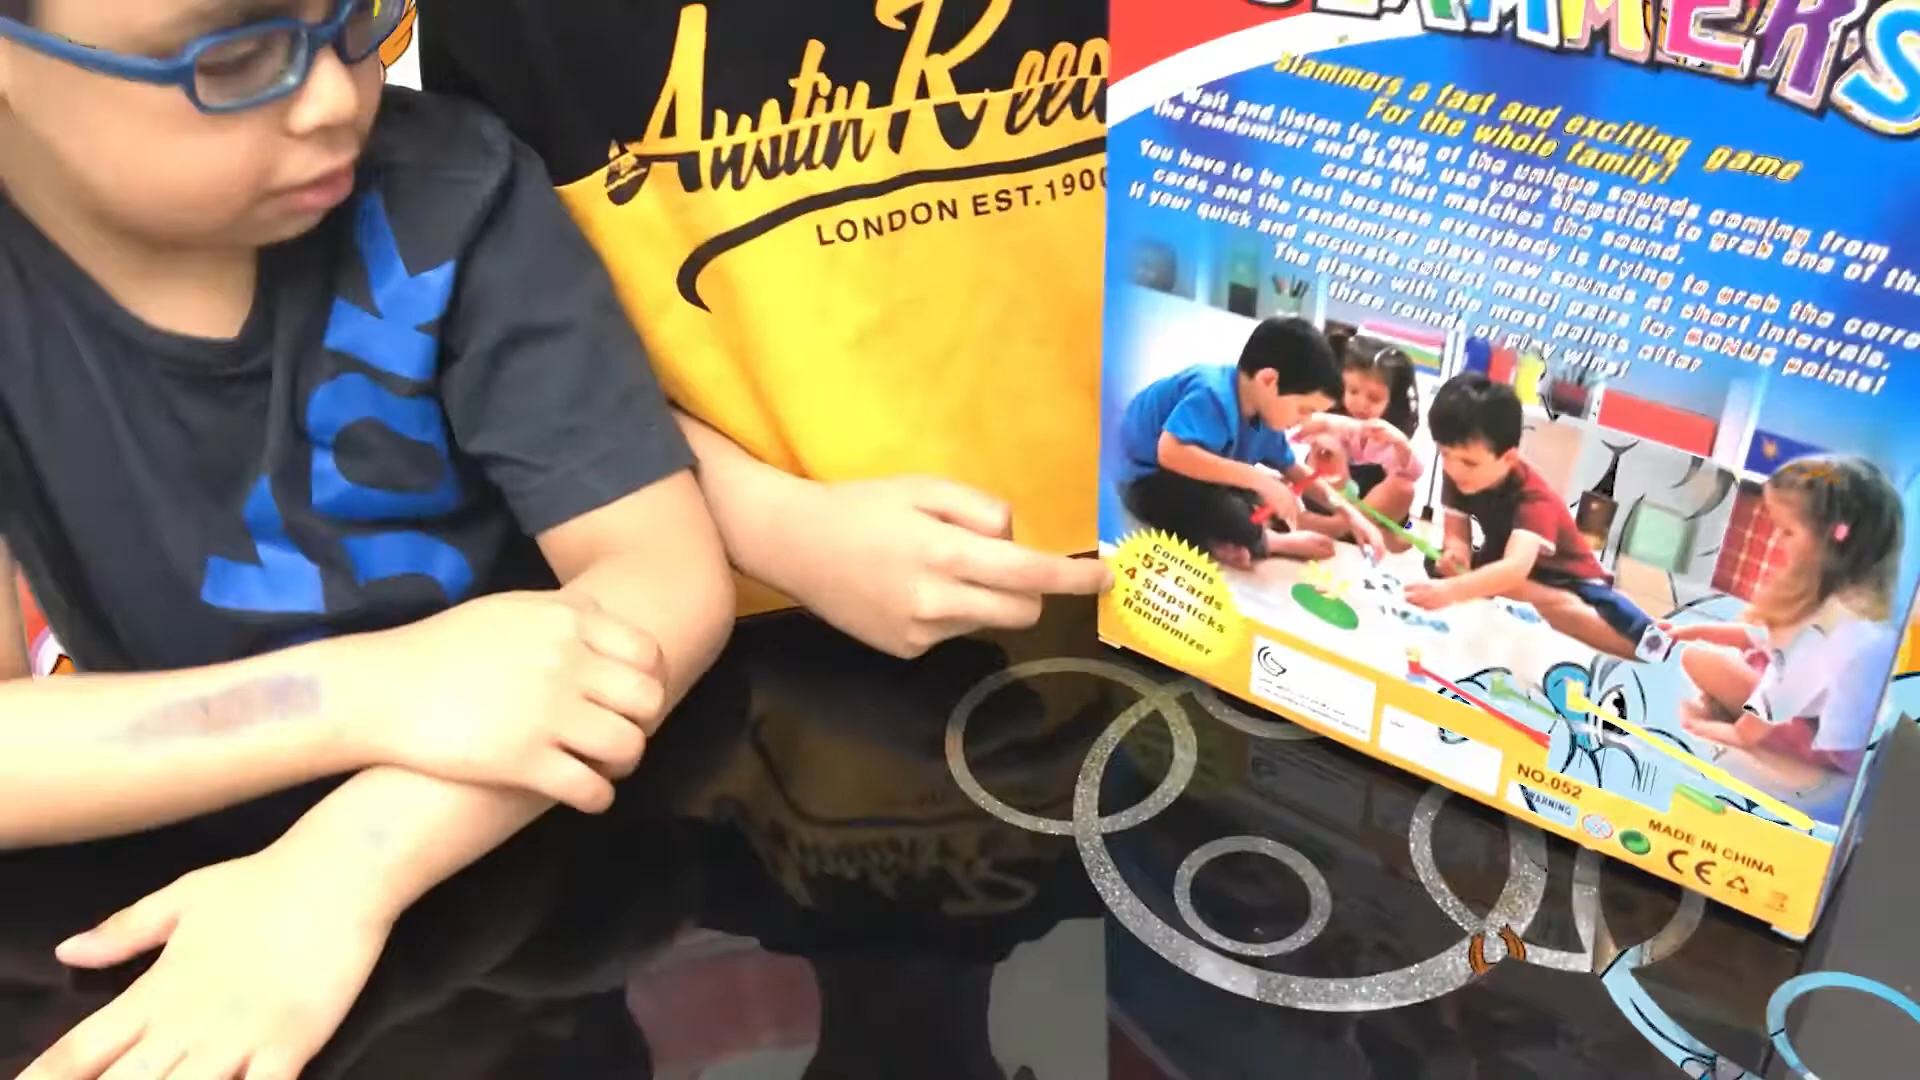 Austin Reed
LONDON EST.1900
SLAMMERS
Slammers a fast and exciting game
For the whole family!
Wait and listen for one of the unique sounds coming from
the randomizer and SLAM, use your slapstick to grab one of the
cards that matches the sound.
You have to be fast because everybody is trying to grab the corre
cards and the randomizer plays new sounds at short intervals.
If your quick and accurate,collect match pairs for BONUS points!
The player with the most points after
three rounds of play wins!
Contents
·52 Cards
·4 Slapsticks
·Sound
Randomizer
NO.052
WARNING
MADE IN CHINA
CE